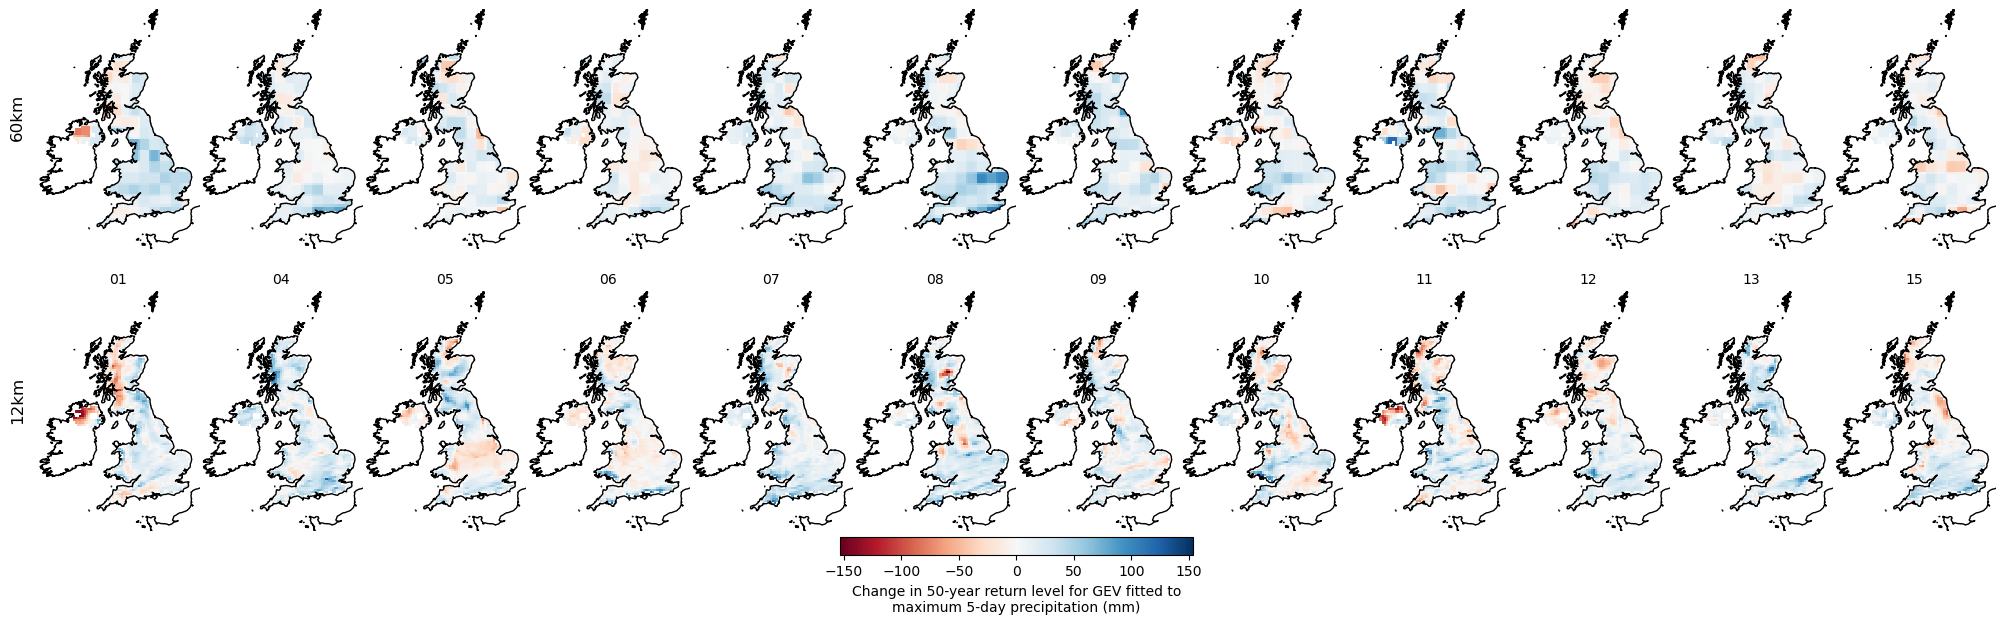 60km
01 04 05 06 07 08 09 10 11 12 13 15
12km
−150 −100 −50 0 50 100 150
Change in 50-year return level for GEV fitted to
maximum 5-day precipitation (mm)